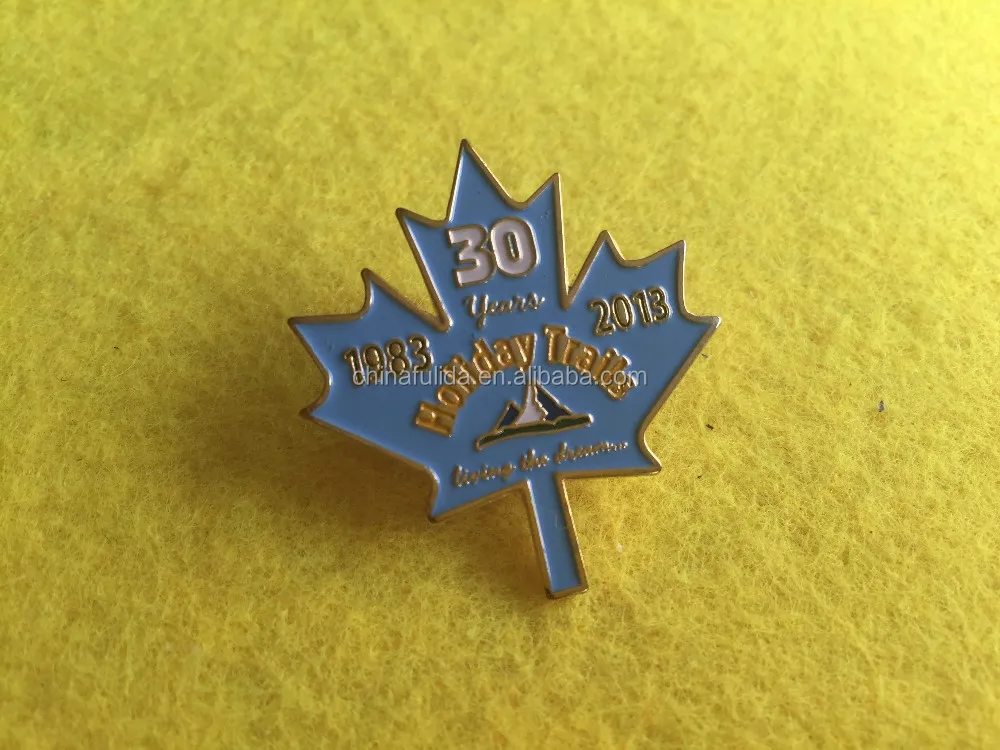 30
Years
1983
2013
Holiday Trails
chinafulida.en.alibaba.com
living the dream...